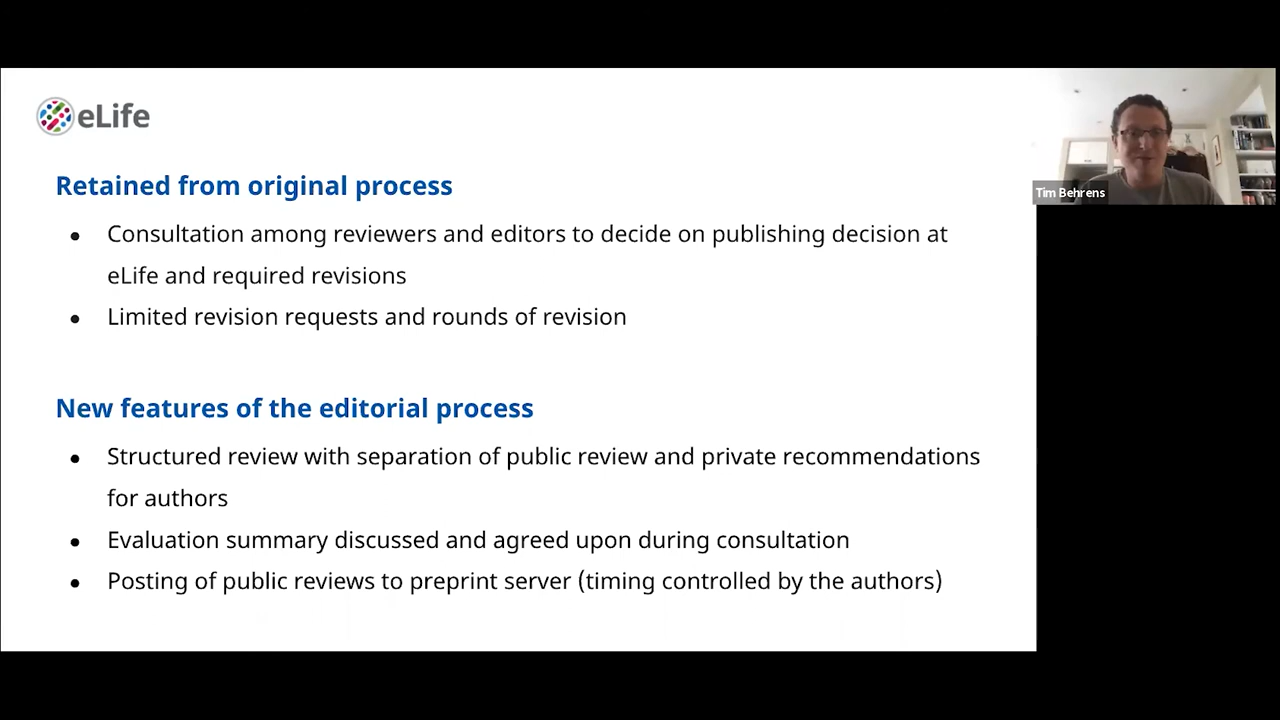 eLife
Retained from original process
● Consultation among reviewers and editors to decide on publishing decision at
eLife and required revisions
● Limited revision requests and rounds of revision
New features of the editorial process
● Structured review with separation of public review and private recommendations
for authors
● Evaluation summary discussed and agreed upon during consultation
● Posting of public reviews to preprint server (timing controlled by the authors)
Tim Behrens